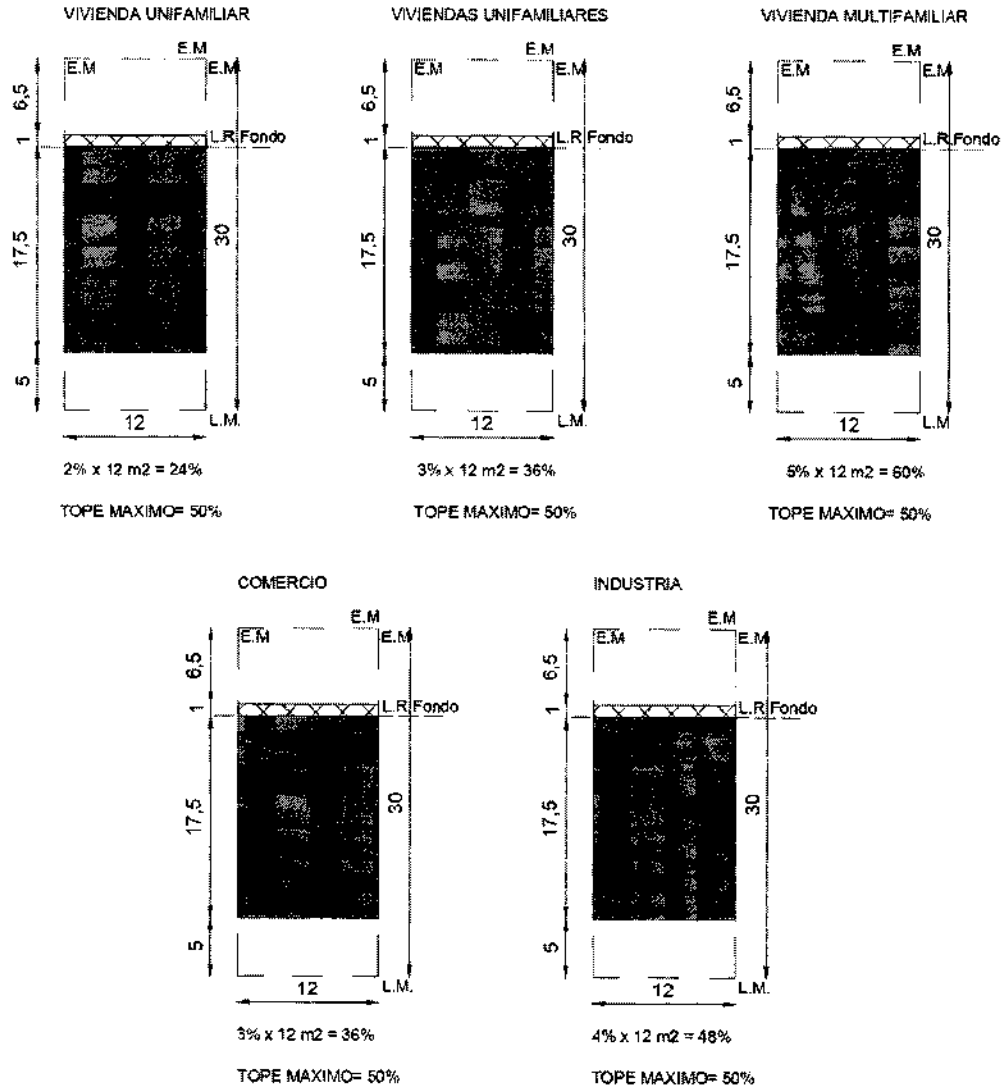 VIVIENDA UNIFAMILIAR
E.M
E.M
E.M
6,5
1
L.R.Fondo
17,5
30
5
12
L.M.
2% x 12 m2 = 24%
TOPE MAXIMO= 50%
VIVIENDAS UNIFAMILIARES
E.M
E.M
E.M
6,5
1
L.R.Fondo
17,5
30
5
12
L.M.
3% x 12 m2 = 36%
TOPE MAXIMO= 50%
VIVIENDA MULTIFAMILIAR
E.M
E.M
E.M
6,5
1
L.R.Fondo
17,5
30
5
12
L.M
5% x 12 m2 = 60%
TOPE MAXIMO= 50%
COMERCIO
E.M
E.M
E.M
6,5
1
L.R.Fondo
17,5
30
5
12
L.M.
3% x 12 m2 = 36%
TOPE MAXIMO= 50%
INDUSTRIA
E.M
E.M
E.M
6,5
1
L.R.Fondo
17,5
30
5
12
L.M.
4% x 12 m2 = 48%
TOPE MAXIMO= 50%